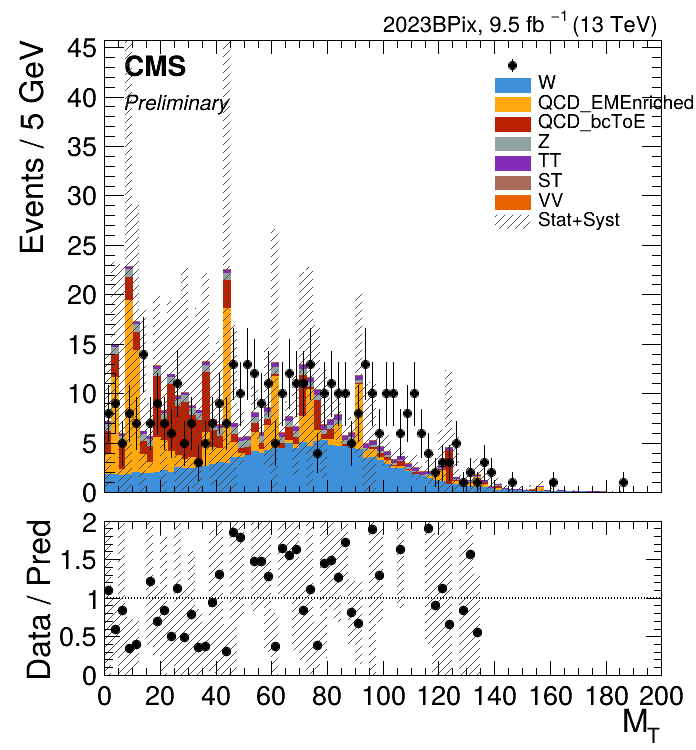 2023BPix, 9.5 fb ⁻¹ (13 TeV)
Events / 5 GeV
45
40
35
30
25
20
15
10
5
0
CMS
Preliminary
W
QCD_EMEnriched
QCD_bcToE
Z
TT
ST
VV
Stat+Syst
Data / Pred
2
1.5
1
0.5
0
0 20 40 60 80 100 120 140 160 180 200
M_T